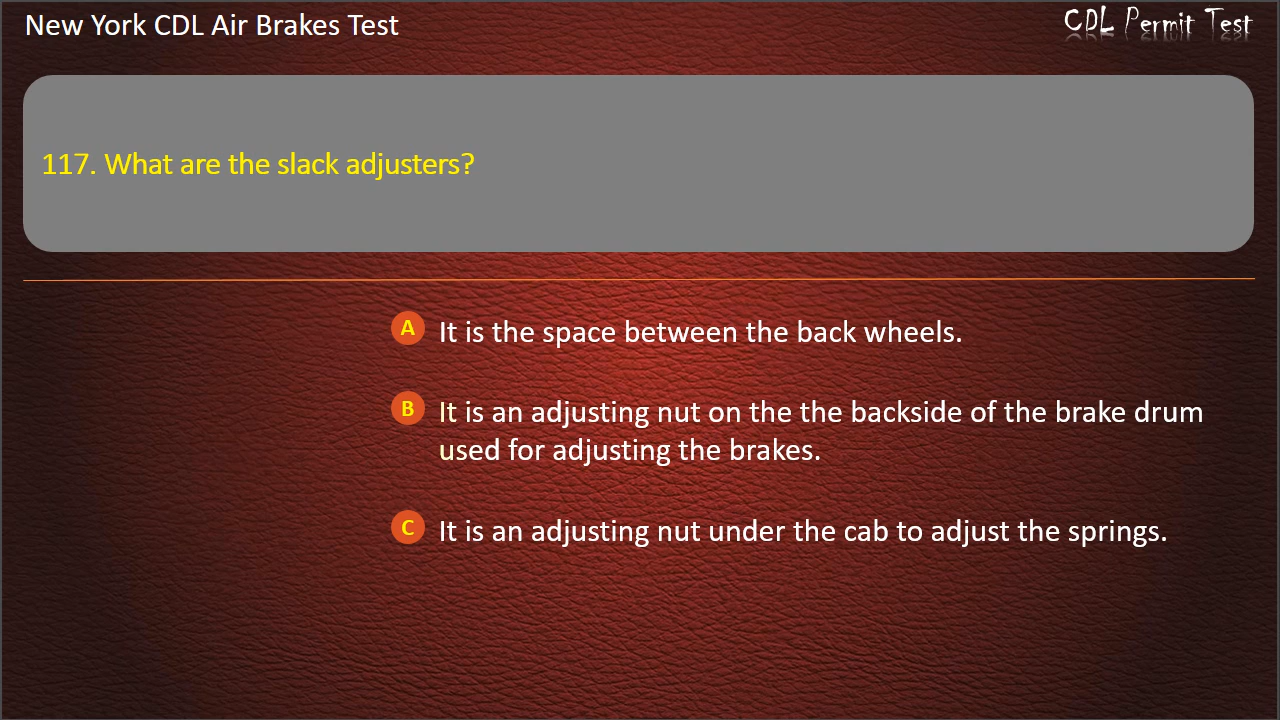 New York CDL Air Brakes Test
CDL Permit Test
117. What are the slack adjusters?
A It is the space between the back wheels.
B It is an adjusting nut on the the backside of the brake drum
used for adjusting the brakes.
C It is an adjusting nut under the cab to adjust the springs.